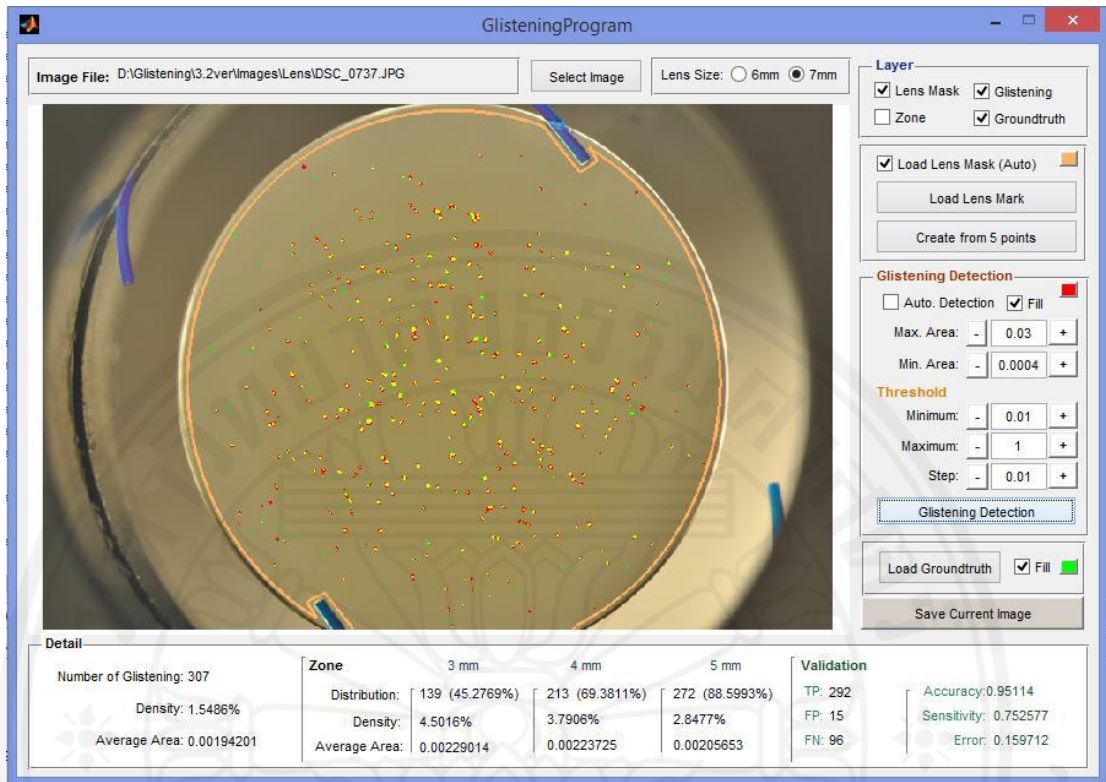 GlisteningProgram
Image File: D:\Glistening\3.2ver\Images\Lens\DSC_0737.JPG
Select Image
Lens Size: 6mm 7mm
Layer
Lens Mask Glistening
Zone Groundtruth
Load Lens Mask (Auto)
Load Lens Mark
Create from 5 points
Glistening Detection
Auto. Detection Fill
Max. Area: - 0.03 +
Min. Area: - 0.0004 +
Threshold
Minimum: - 0.01 +
Maximum: - 1 +
Step: - 0.01 +
Glistening Detection
Load Groundtruth Fill
Save Current Image
Detail
Number of Glistening: 307
Density: 1.5486%
Average Area: 0.00194201
Zone 3 mm 4 mm 5 mm
Distribution: 139 (45.2769%) 213 (69.3811%) 272 (88.5993%)
Density: 4.5016% 3.7906% 2.8477%
Average Area: 0.00229014 0.00223725 0.00205653
Validation
TP: 292
FP: 15
FN: 96
Accuracy: 0.95114
Sensitivity: 0.752577
Error: 0.159712